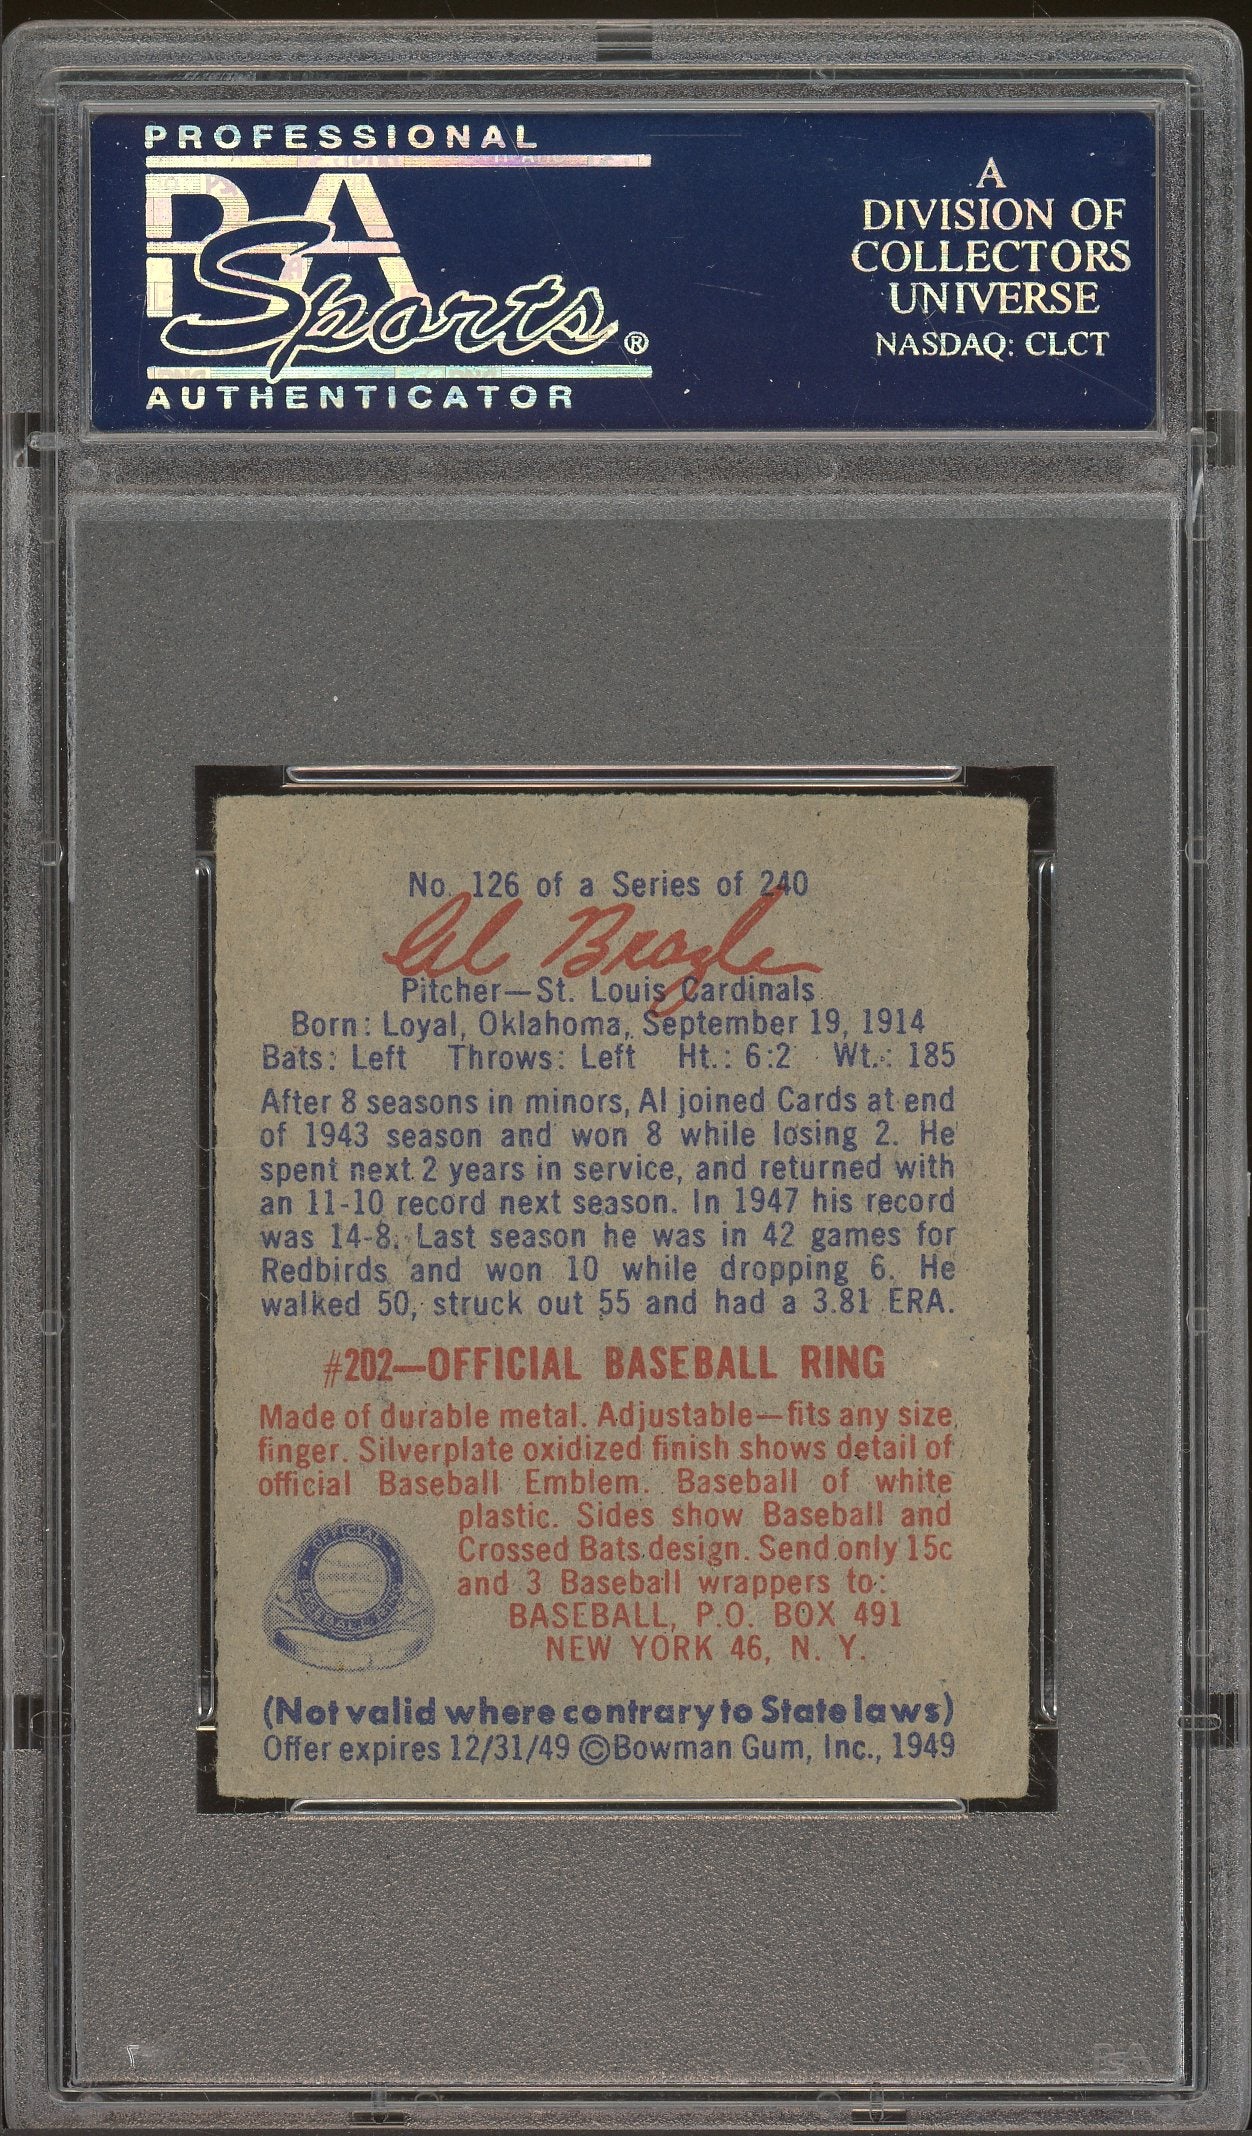 PROFESSIONAL
PSA
Sports®
AUTHENTICATOR
A
DIVISION OF
COLLECTORS
UNIVERSE
NASDAQ: CLCT
No. 126 of a Series of 240
Al Brazle
Pitcher—St. Louis Cardinals
Born: Loyal, Oklahoma, September 19, 1914
Bats: Left Throws: Left Ht.: 6:2 Wt.: 185
After 8 seasons in minors, Al joined Cards at end
of 1943 season and won 8 while losing 2. He
spent next 2 years in service, and returned with
an 11-10 record next season. In 1947 his record
was 14-8. Last season he was in 42 games for
Redbirds and won 10 while dropping 6. He
walked 50, struck out 55 and had a 3.81 ERA.
#202—OFFICIAL BASEBALL RING
Made of durable metal. Adjustable—fits any size
finger. Silverplate oxidized finish shows detail of
official Baseball Emblem. Baseball of white
plastic. Sides show Baseball and
Crossed Bats design. Send only 15c
and 3 Baseball wrappers to:
BASEBALL, P.O. BOX 491
NEW YORK 46, N. Y.
OFFICIAL BASEBALL RING
(Not valid where contrary to State laws)
Offer expires 12/31/49 ©Bowman Gum, Inc., 1949
PSA